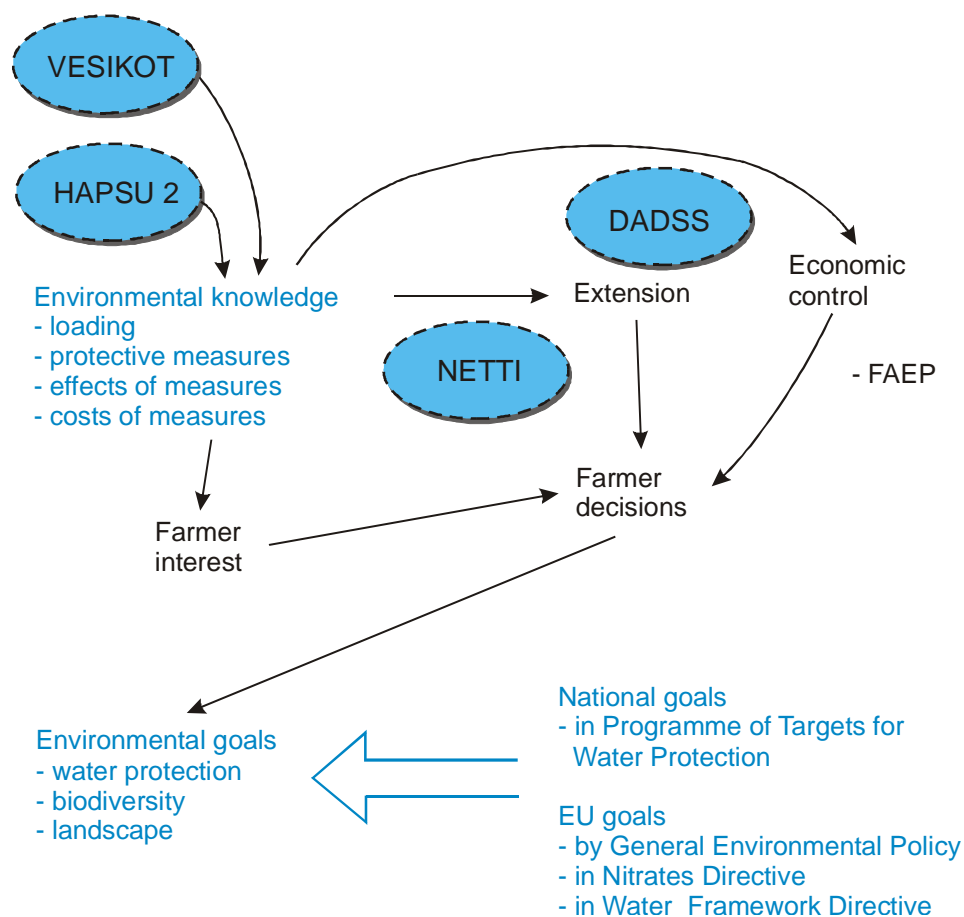 VESIKOT
HAPSU 2
DADSS
NETTI
Environmental knowledge
- loading
- protective measures
- effects of measures
- costs of measures
Extension
Economic
control
- FAEP
Farmer
interest
Farmer
decisions
Environmental goals
- water protection
- biodiversity
- landscape
National goals
- in Programme of Targets for
Water Protection
EU goals
- by General Environmental Policy
- in Nitrates Directive
- in Water Framework Directive